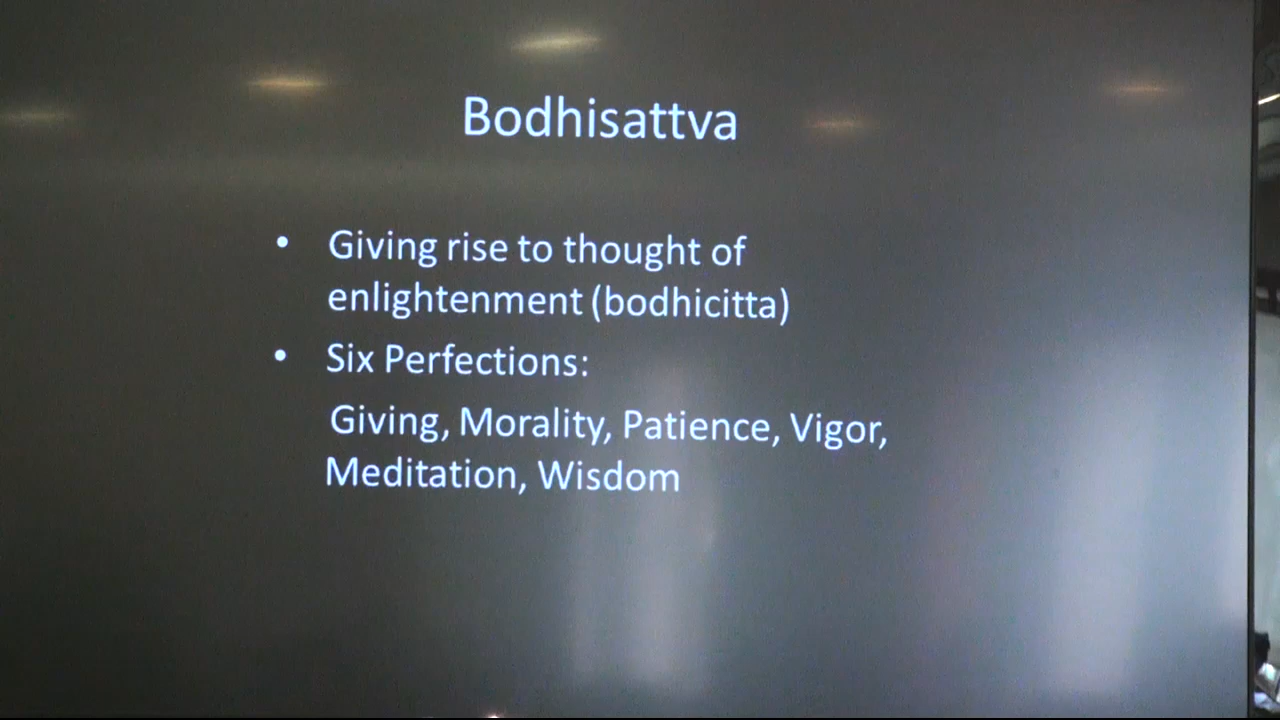 Bodhisattva
• Giving rise to thought of
enlightenment (bodhicitta)
• Six Perfections:
Giving, Morality, Patience, Vigor,
Meditation, Wisdom